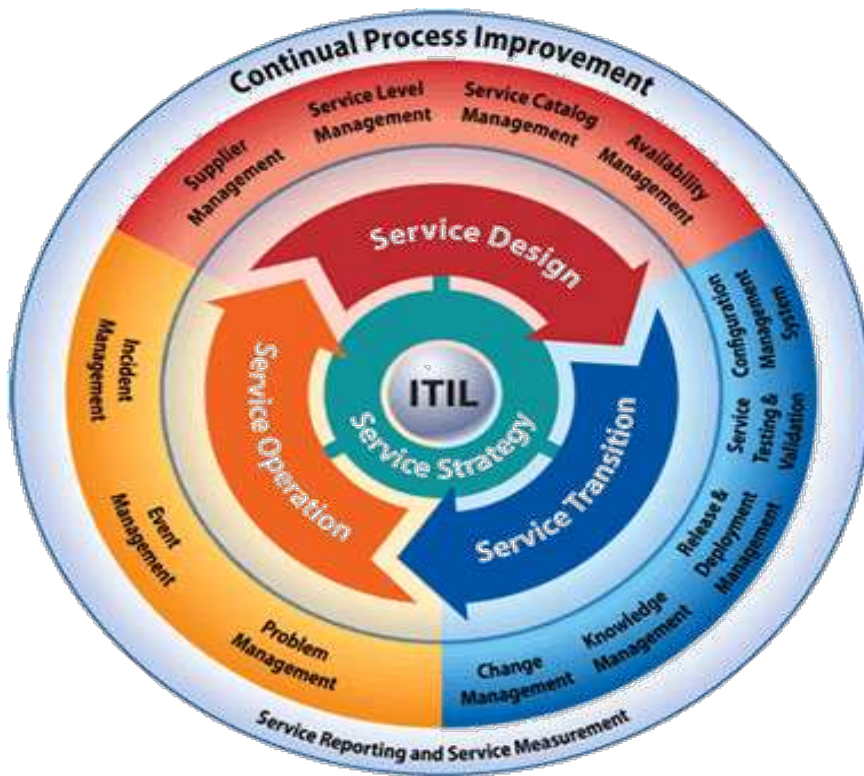 Continual Process Improvement
Supplier
Management
Service Level
Management
Service Catalog
Management
Availability
Management
Configuration
Management
System
Service
Testing &
Validation
Release &
Deployment
Management
Knowledge
Management
Change
Management
Problem
Management
Event
Management
Incident
Management
Service Design
Service Transition
Service Operation
Service Strategy
ITIL
Service Reporting and Service Measurement